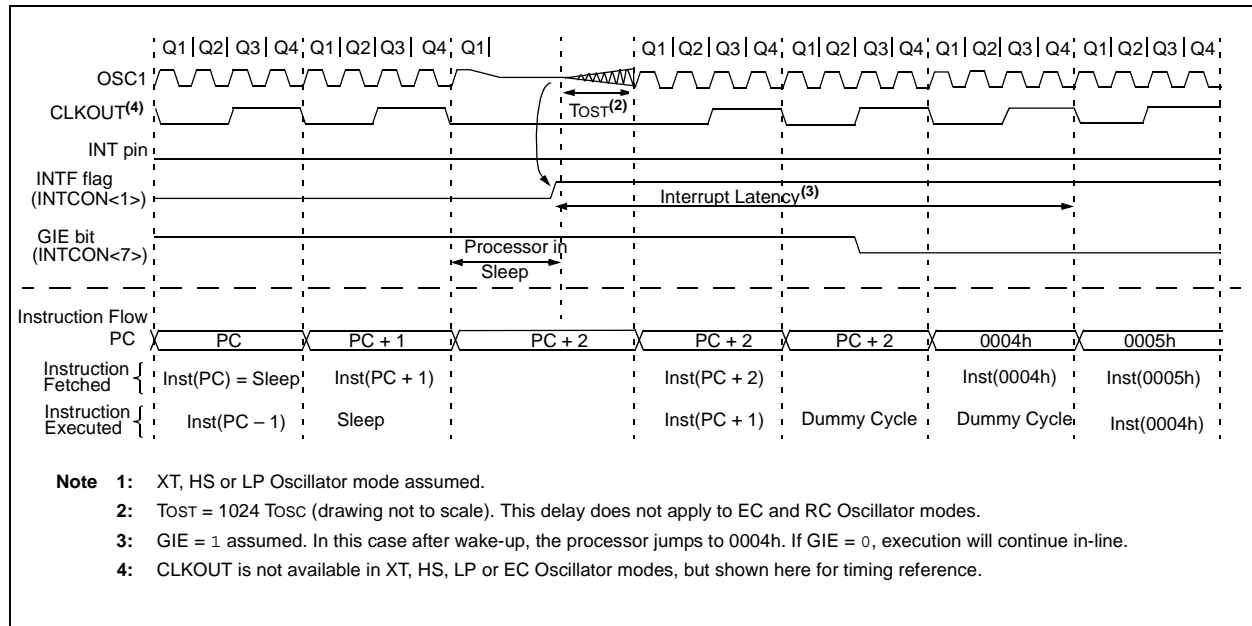 Q1 | Q2 | Q3 | Q4 Q1 | Q2 | Q3 | Q4 Q1 | Q1 | Q2 | Q3 | Q4 Q1 | Q2 | Q3 | Q4 Q1 | Q2 | Q3 | Q4 Q1 | Q2 | Q3 | Q4
OSC1
CLKOUT(4) TOST(2)
INT pin
INTF flag
(INTCON<1>) Interrupt Latency(3)
GIE bit
(INTCON<7>) Processor in
Sleep
Instruction Flow
PC PC PC + 1 PC + 2 PC + 2 PC + 2 0004h 0005h
Instruction
Fetched { Inst(PC) = Sleep Inst(PC + 1) Inst(PC + 2) Inst(0004h) Inst(0005h)
Instruction
Executed { Inst(PC – 1) Sleep Inst(PC + 1) Dummy Cycle Dummy Cycle Inst(0004h)
Note 1: XT, HS or LP Oscillator mode assumed.
2: TOST = 1024 TOSC (drawing not to scale). This delay does not apply to EC and RC Oscillator modes.
3: GIE = 1 assumed. In this case after wake-up, the processor jumps to 0004h. If GIE = 0, execution will continue in-line.
4: CLKOUT is not available in XT, HS, LP or EC Oscillator modes, but shown here for timing reference.